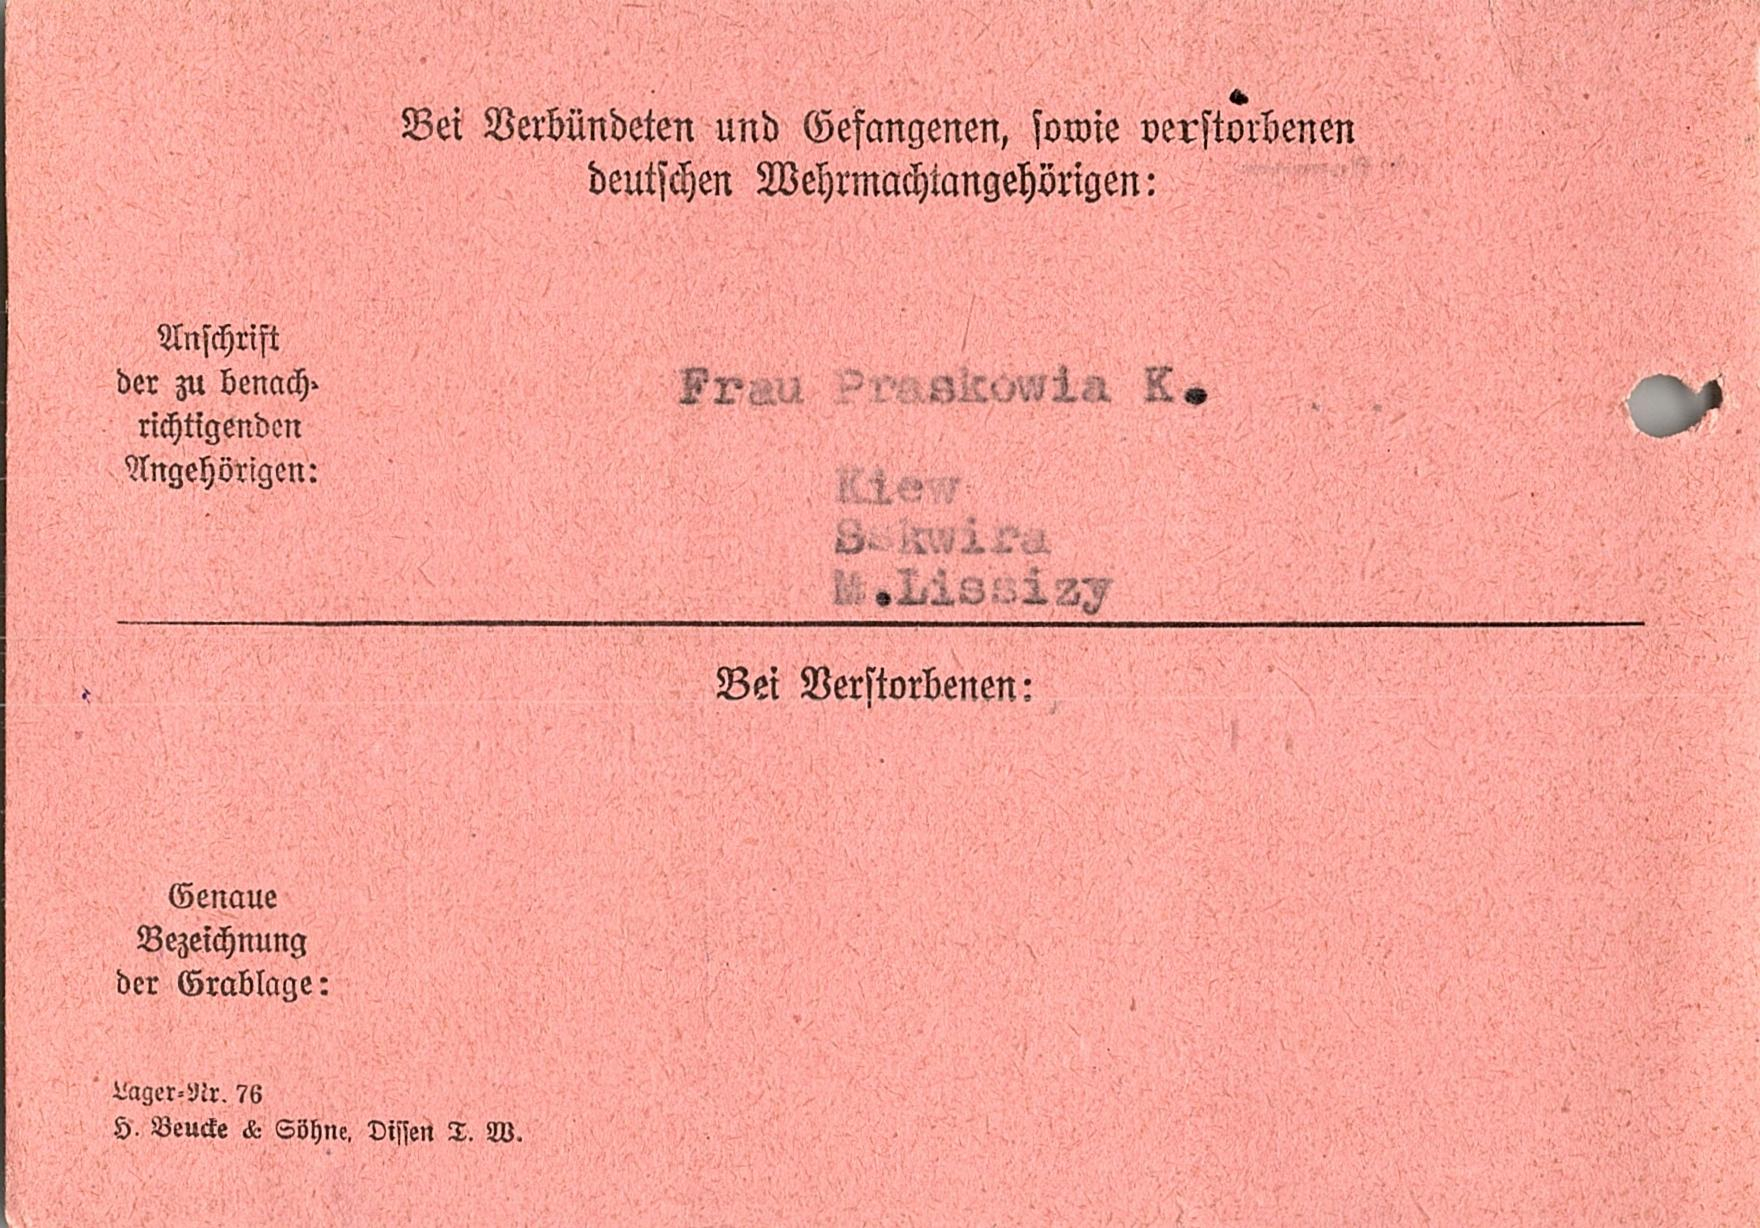 Bei Verbündeten und Gefangenen, sowie verstorbenen
deutschen Wehrmachtangehörigen:
Anschrift
der zu benach-
richtigenden
Angehörigen:
Frau Praskowia K.
Kiew
Sskwira
M.Lissizy
Bei Verstorbenen:
Genaue
Bezeichnung
der Grablage:
Lager-Nr. 76
H. Beucke & Söhne, Dissen T. W.